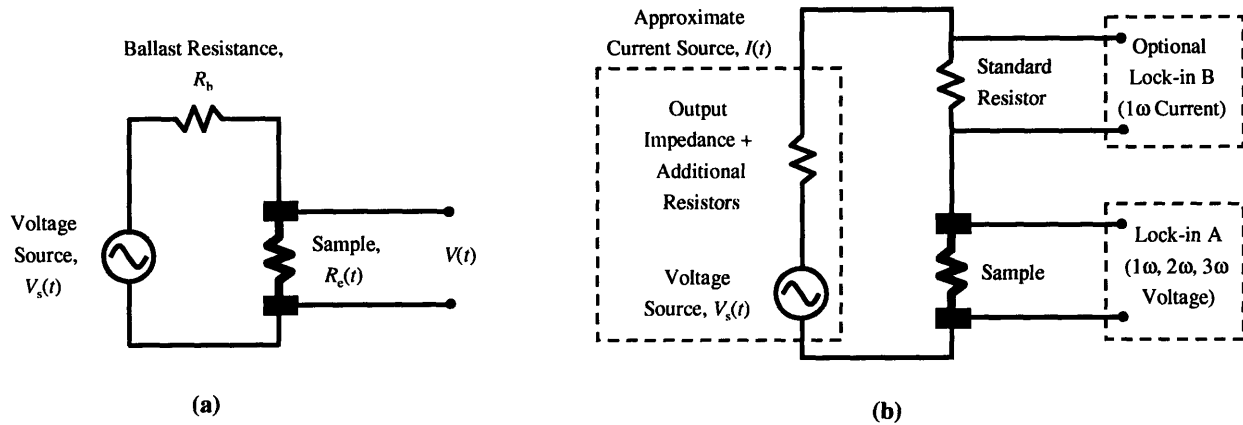 Ballast Resistance,
R_b
Voltage
Source,
V_s(t)
Sample,
R_e(t)
V(t)
(a)
Approximate
Current Source, I(t)
Output
Impedance +
Additional
Resistors
Voltage
Source, V_s(t)
Standard
Resistor
Sample
Optional
Lock-in B
(1ω Current)
Lock-in A
(1ω, 2ω, 3ω
Voltage)
(b)